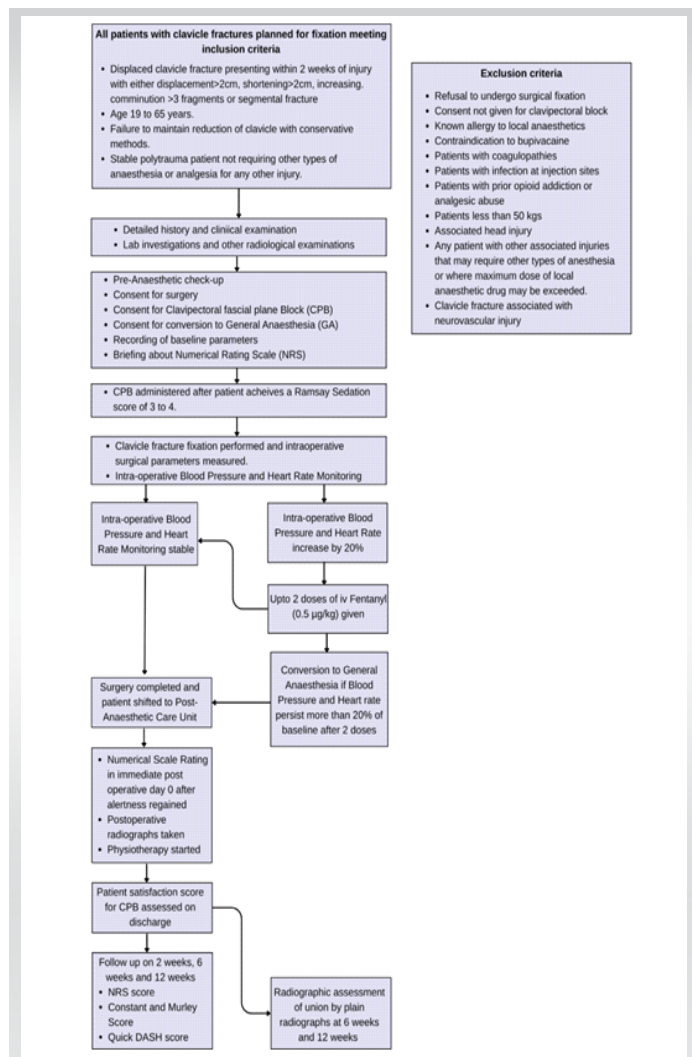 All patients with clavicle fractures planned for fixation meeting
inclusion criteria
• Displaced clavicle fracture presenting within 2 weeks of injury
with either displacement>2cm, shortening>2cm, increasing.
comminution >3 fragments or segmental fracture
• Age 19 to 65 years.
• Failure to maintain reduction of clavicle with conservative
methods.
• Stable polytrauma patient not requiring other types of
anaesthesia or analgesia for any other injury.
Exclusion criteria
• Refusal to undergo surgical fixation
• Consent not given for clavipectoral block
• Known allergy to local anaesthetics
• Contraindication to bupivacaine
• Patients with coagulopathies
• Patients with infection at injection sites
• Patients with prior opioid addiction or
analgesic abuse
• Patients less than 50 kgs
• Associated head injury
• Any patient with other associated injuries
that may require other types of anesthesia
or where maximum dose of local
anaesthetic drug may be exceeded.
• Clavicle fracture associated with
neurovascular injury
• Detailed history and cliniical examination
• Lab investigations and other radiological examinations
• Pre-Anaesthetic check-up
• Consent for surgery
• Consent for Clavipectoral fascial plane Block (CPB)
• Consent for conversion to General Anaesthesia (GA)
• Recording of baseline parameters
• Briefing about Numerical Rating Scale (NRS)
• CPB administered after patient acheives a Ramsay Sedation
score of 3 to 4.
• Clavicle fracture fixation performed and intraoperative
surgical parameters measured.
• Intra-operative Blood Pressure and Heart Rate Monitoring
Intra-operative Blood
Pressure and Heart
Rate Monitoring stable
Intra-operative Blood
Pressure and Heart Rate
increase by 20%
Upto 2 doses of iv Fentanyl
(0.5 µg/kg) given
Conversion to General
Anaesthesia if Blood
Pressure and Heart rate
persist more than 20% of
baseline after 2 doses
Surgery completed and
patient shifted to Post-
Anaesthetic Care Unit
• Numerical Scale Rating
in immediate post
operative day 0 after
alertness regained
• Postoperative
radiographs taken
• Physiotherapy started
Patient satisfaction score
for CPB assessed on
discharge
Follow up on 2 weeks, 6
weeks and 12 weeks
• NRS score
• Constant and Murley
Score
• Quick DASH score
Radiographic assessment
of union by plain
radiographs at 6 weeks
and 12 weeks